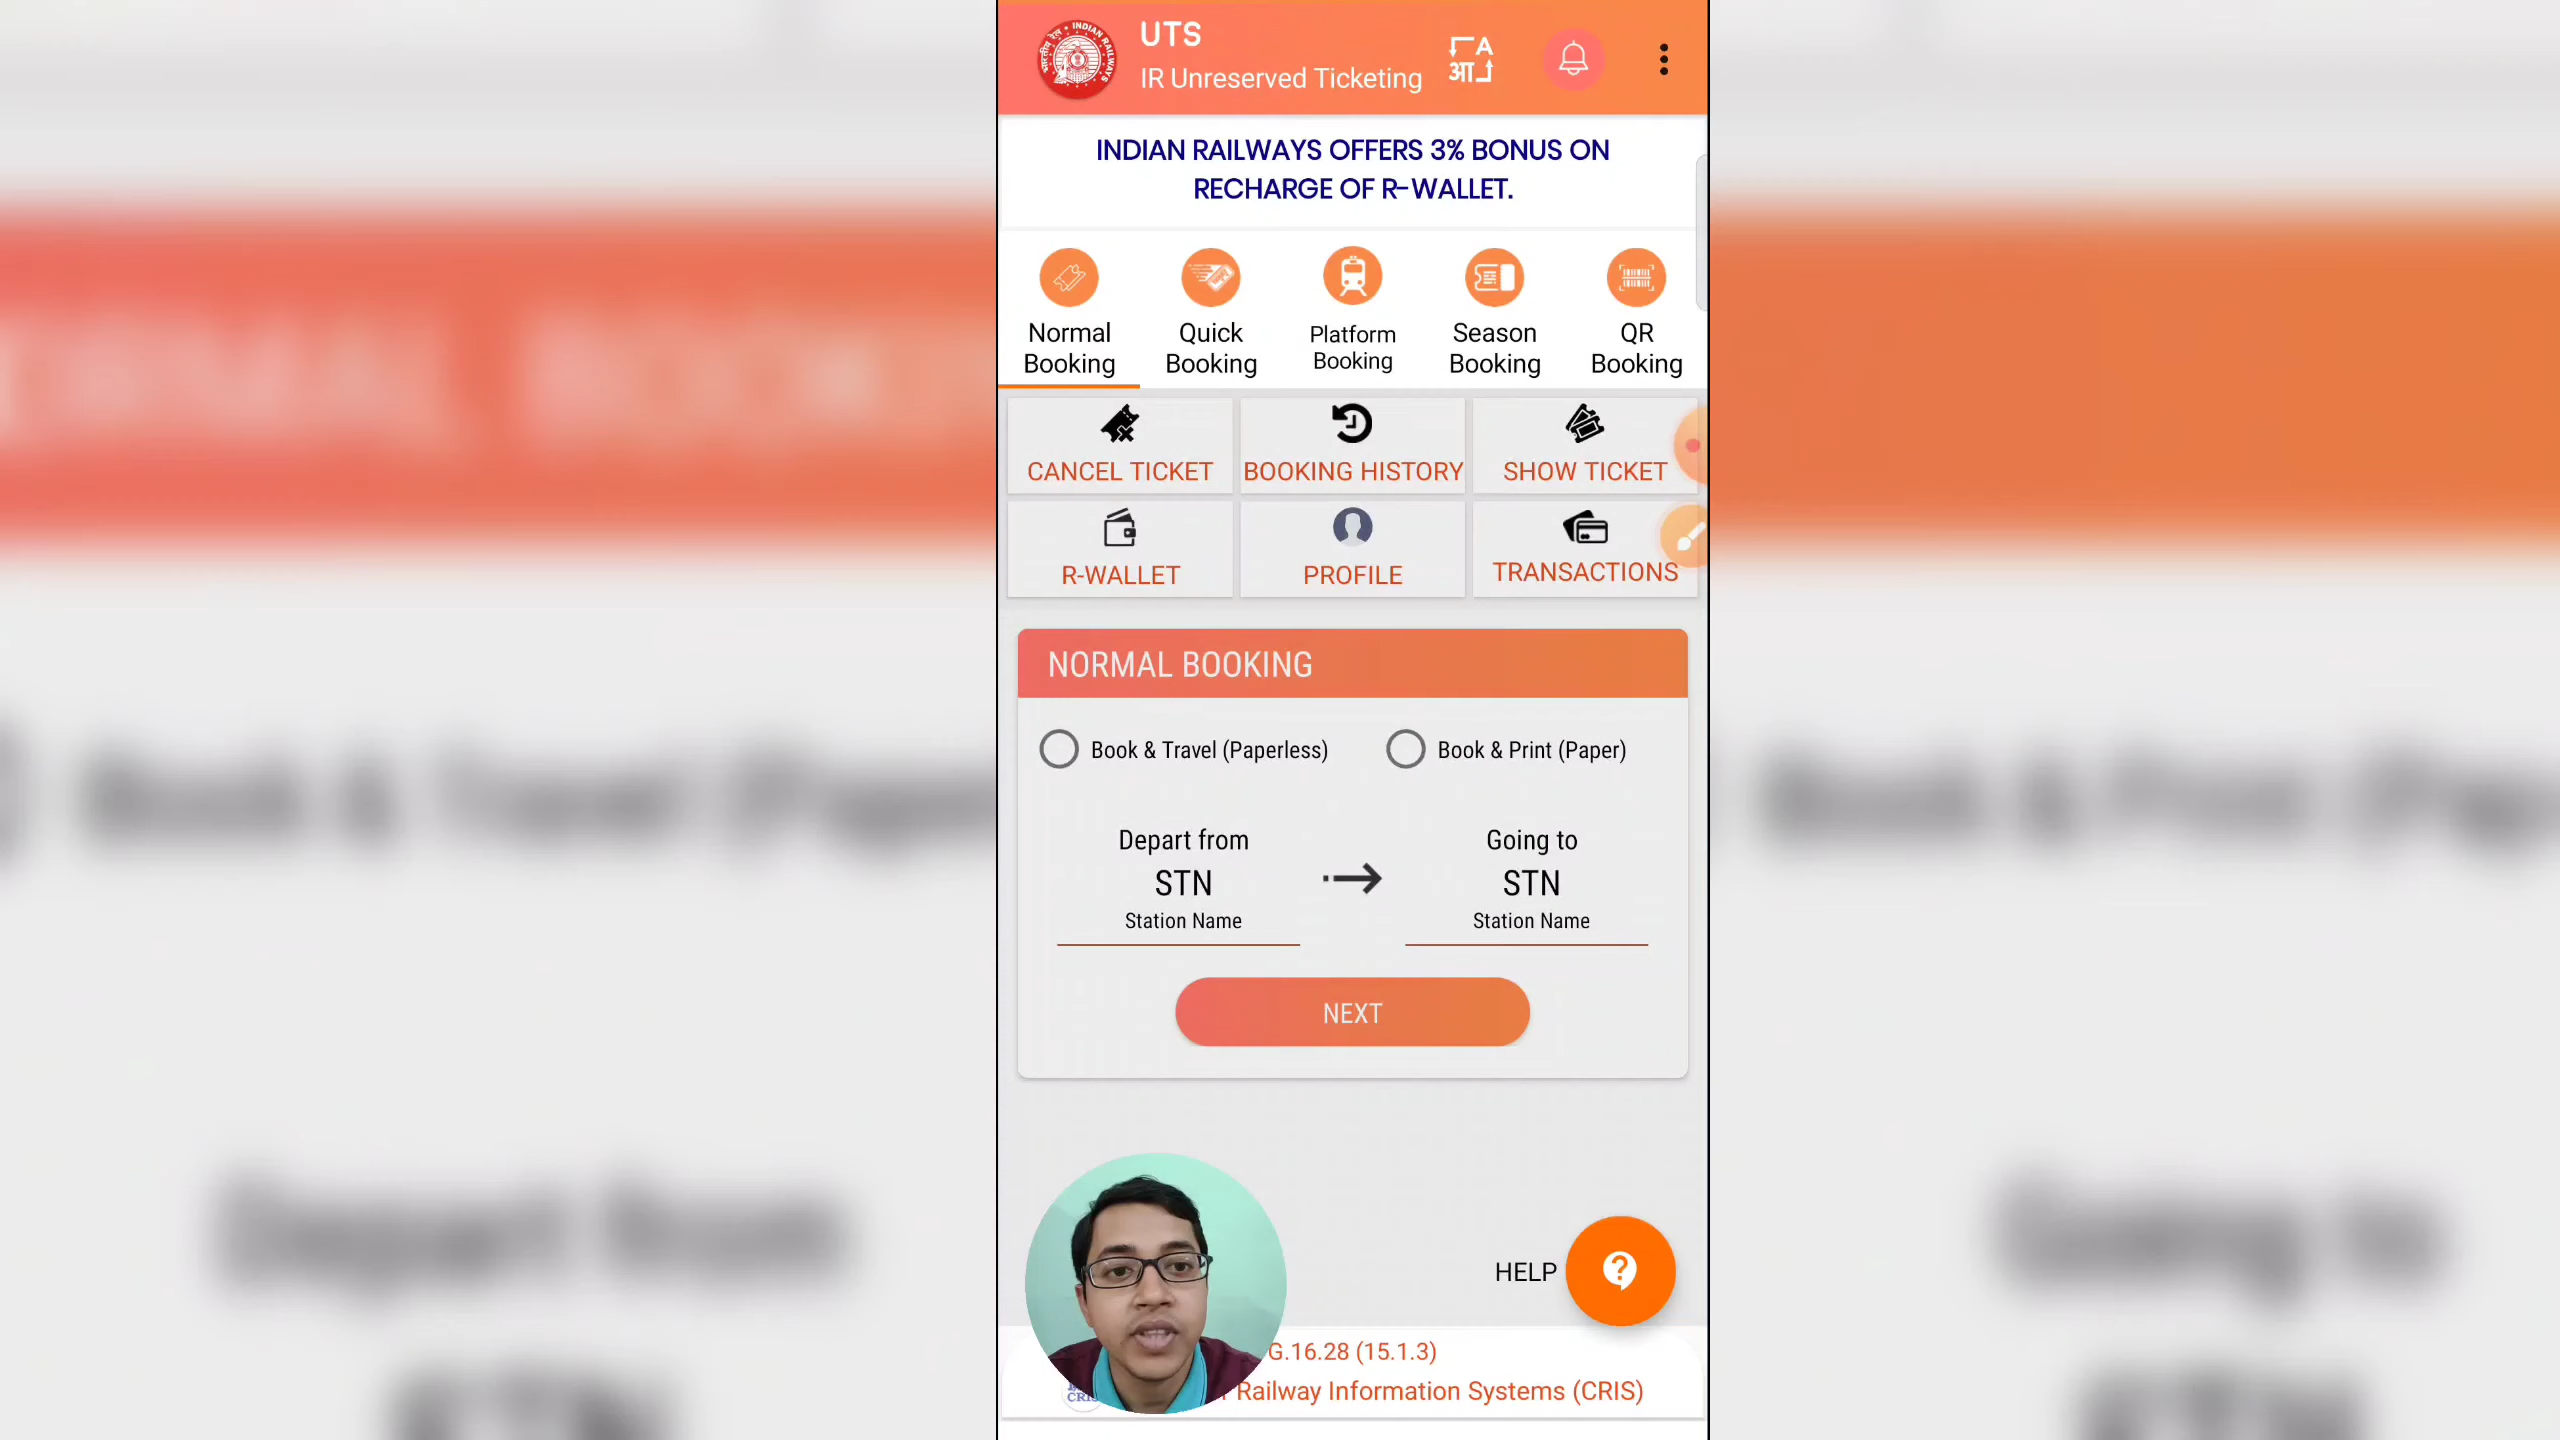 UTS
IR Unreserved Ticketing
A
आ
INDIAN RAILWAYS OFFERS 3% BONUS ON
RECHARGE OF R-WALLET.
Normal
Booking
Quick
Booking
Platform
Booking
Season
Booking
QR
Booking
CANCEL TICKET
BOOKING HISTORY
SHOW TICKET
R-WALLET
PROFILE
TRANSACTIONS
NORMAL BOOKING
Book & Travel (Paperless)
Book & Print (Paper)
Depart from
STN
Station Name
Going to
STN
Station Name
NEXT
HELP
G.16.28 (15.1.3)
Railway Information Systems (CRIS)